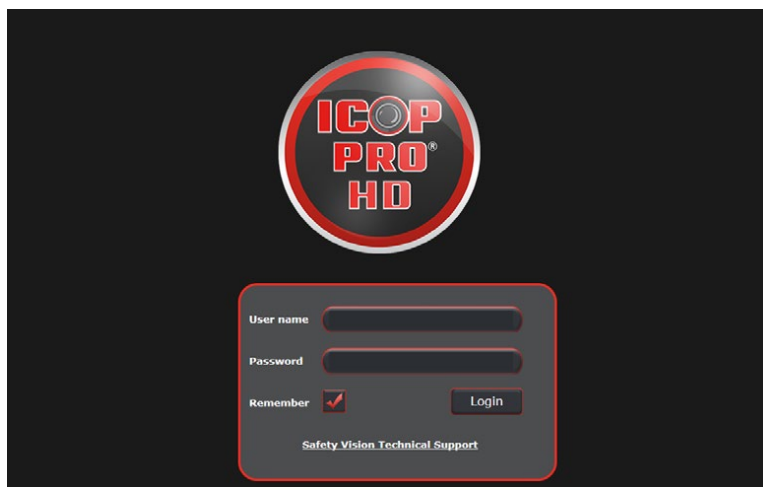 ICOP
PRO®
HD
User name
Password
Remember
Login
Safety Vision Technical Support